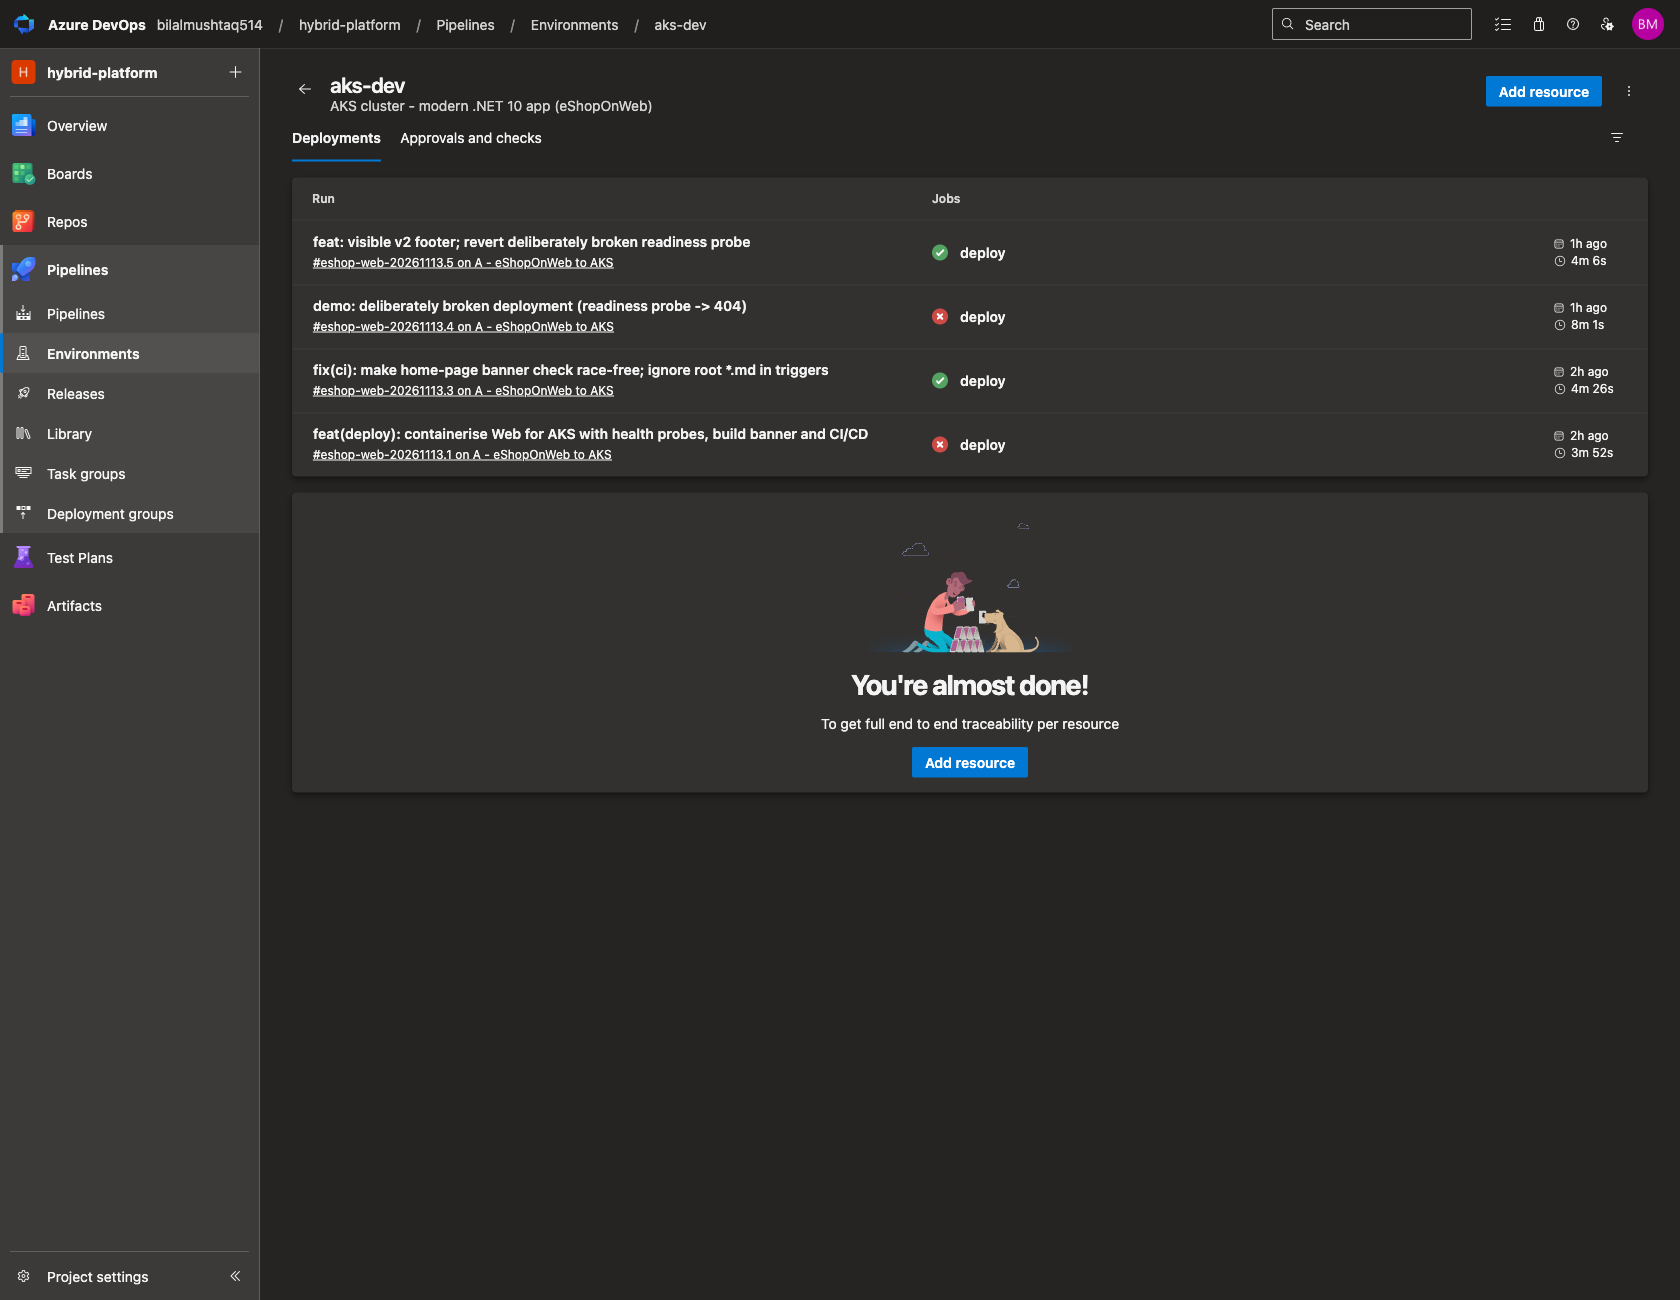 Azure DevOps bilalmushtaq514 / hybrid-platform / Pipelines / Environments / aks-dev
Search
BM
H hybrid-platform
Overview
Boards
Repos
Pipelines
Pipelines
Environments
Releases
Library
Task groups
Deployment groups
Test Plans
Artifacts
Project settings
aks-dev
AKS cluster - modern .NET 10 app (eShopOnWeb)
Add resource
Deployments Approvals and checks
Run Jobs
feat: visible v2 footer; revert deliberately broken readiness probe
#eshop-web-20261113.5 on A - eShopOnWeb to AKS
deploy
1h ago
4m 6s
demo: deliberately broken deployment (readiness probe -> 404)
#eshop-web-20261113.4 on A - eShopOnWeb to AKS
deploy
1h ago
8m 1s
fix(ci): make home-page banner check race-free; ignore root *.md in triggers
#eshop-web-20261113.3 on A - eShopOnWeb to AKS
deploy
2h ago
4m 26s
feat(deploy): containerise Web for AKS with health probes, build banner and CI/CD
#eshop-web-20261113.1 on A - eShopOnWeb to AKS
deploy
2h ago
3m 52s
You're almost done!
To get full end to end traceability per resource
Add resource